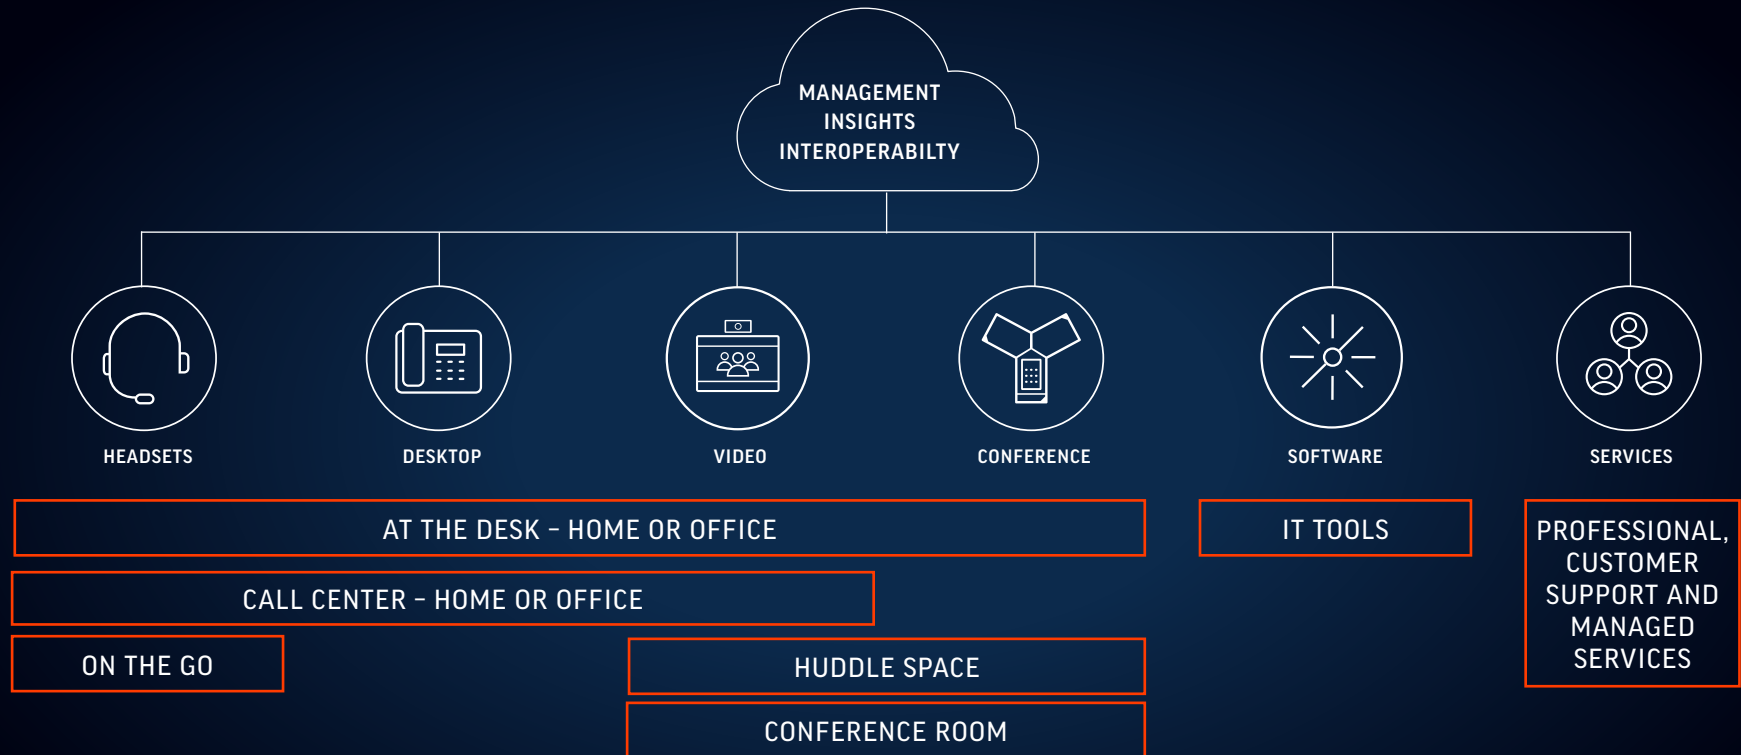 MANAGEMENT
INSIGHTS
INTEROPERABILTY
HEADSETS
DESKTOP
VIDEO
CONFERENCE
SOFTWARE
SERVICES
AT THE DESK – HOME OR OFFICE
IT TOOLS
PROFESSIONAL,
CUSTOMER
SUPPORT AND
MANAGED
SERVICES
CALL CENTER – HOME OR OFFICE
ON THE GO
HUDDLE SPACE
CONFERENCE ROOM